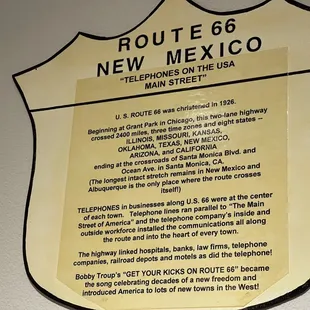 ROUTE 66
NEW MEXICO
"TELEPHONES ON THE USA
MAIN STREET"
U.S. ROUTE 66 was christened in 1926.
Beginning at Grant Park in Chicago, this two-lane highway
crossed 2400 miles, three time zones and eight states --
ILLINOIS, MISSOURI, KANSAS,
OKLAHOMA, TEXAS, NEW MEXICO,
ARIZONA, and CALIFORNIA
ending at the crossroads of Santa Monica Blvd. and
Ocean Ave. in Santa Monica, CA.
(The longest intact stretch remains in New Mexico and
Albuquerque is the only place where the route crosses
itself!)
TELEPHONES in businesses along U.S. 66 were at the center
of each town. Telephone lines ran parallel to "The Main
Street of America" and the telephone company's inside and
outside workforce installed the communications all along
the route and into the heart of every town.
The highway linked hospitals, banks, law firms, telephone
companies, railroad depots and motels as did the telephone!
Bobby Troup's "GET YOUR KICKS ON ROUTE 66" became
the song celebrating decades of a new freedom and
introduced America to lots of new towns in the West!